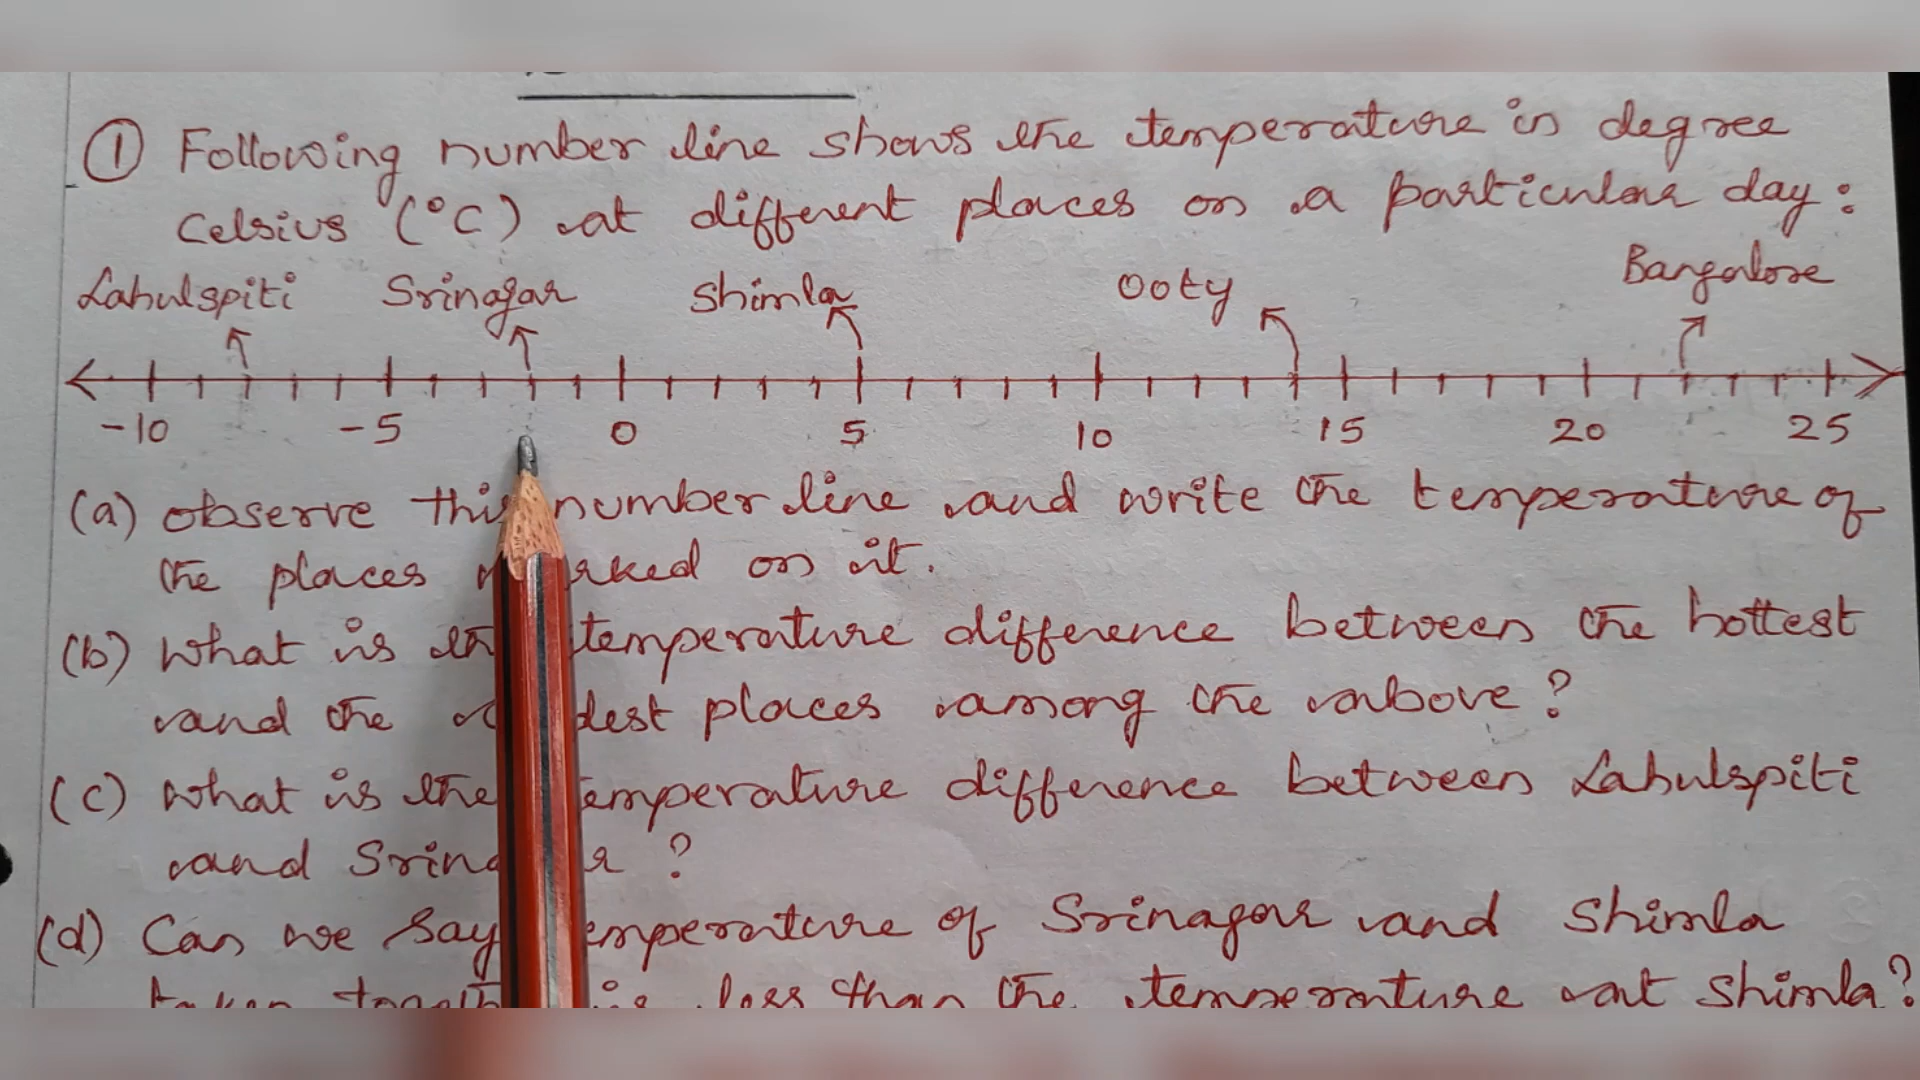 ① Following number line shows the temperature in degree
Celsius (°C) at different places on a particular day:
Lahulspiti Srinagar Shimla Ooty Bangalore
-10 -5 0 5 10 15 20 25
(a) observe this number line and write the temperature of
the places marked on it.
(b) What is the temperature difference between the hottest
and the coldest places among the above?
(c) What is the temperature difference between Lahulspiti
and Srinagar ?
(d) Can we say temperature of Srinagar and Shimla
taken together is less than the temperature at Shimla?